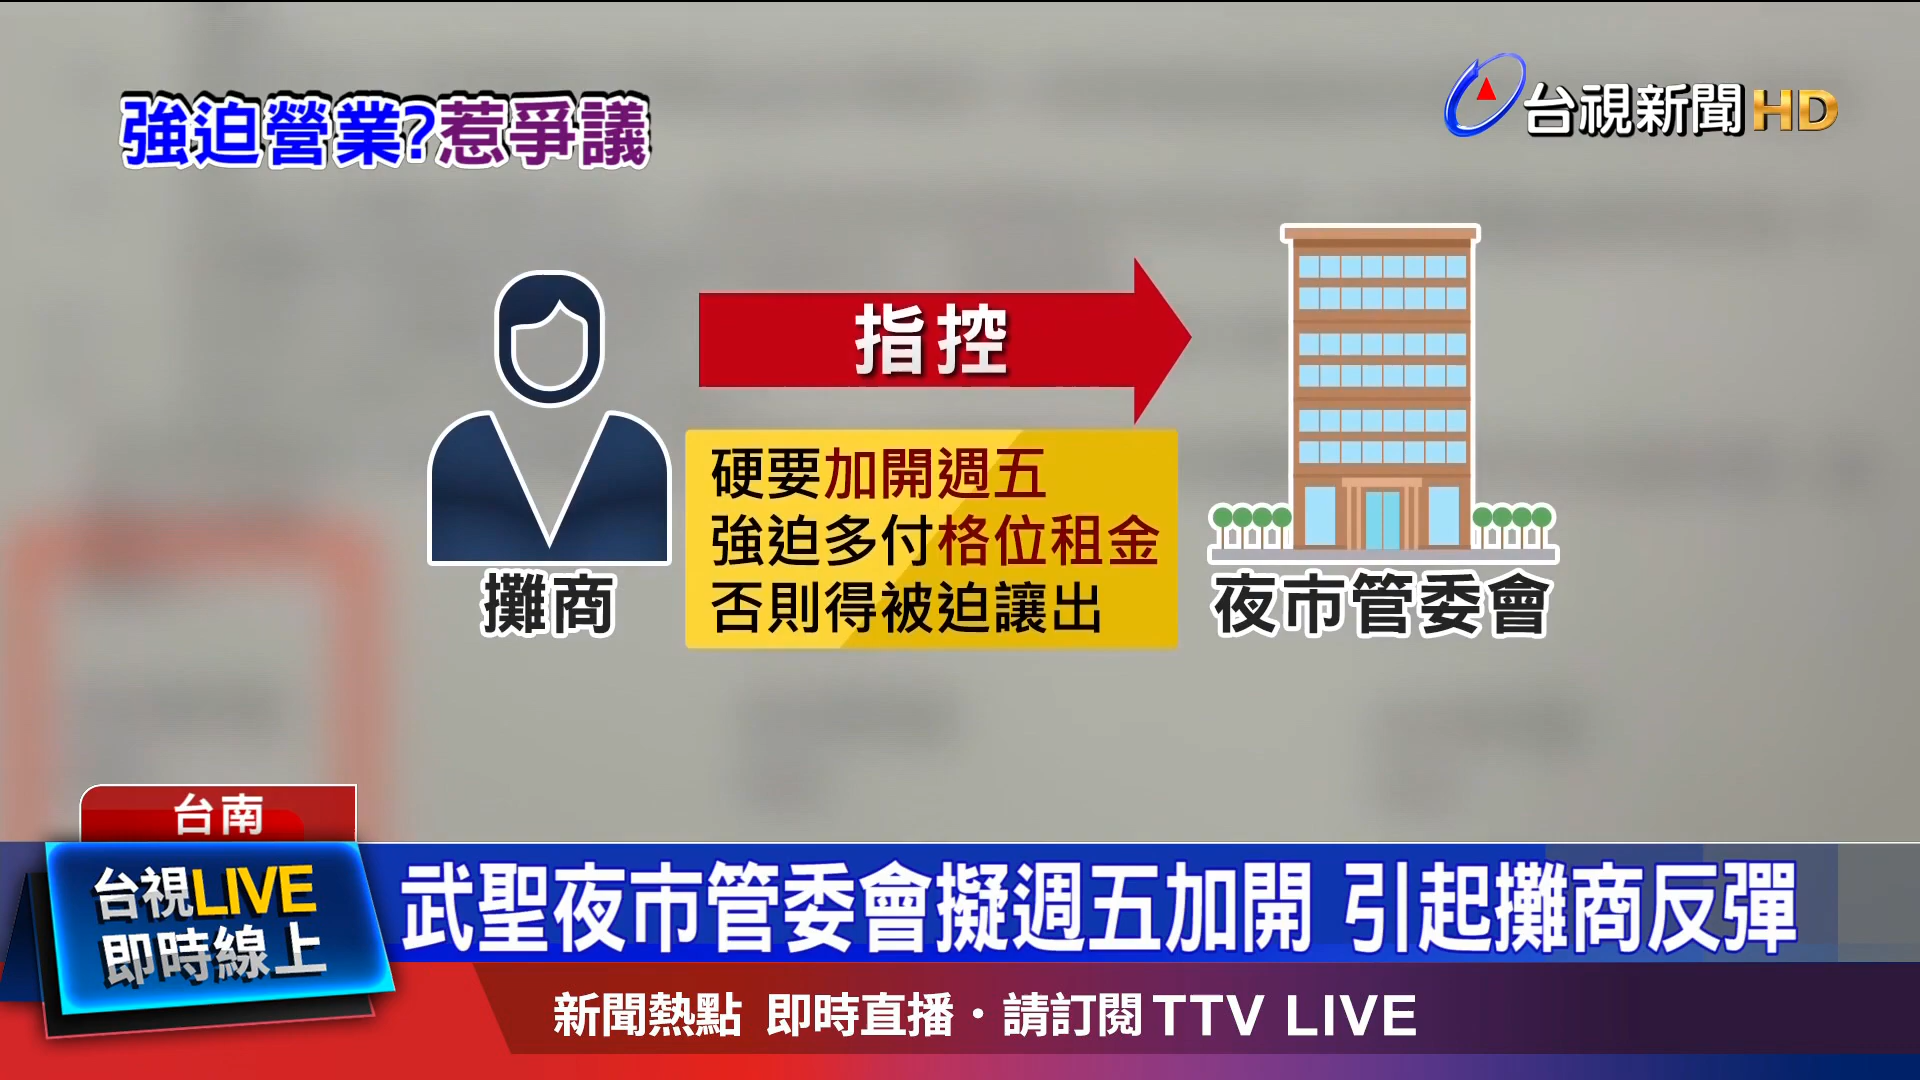 強迫營業?惹爭議
台視新聞HD
指控
硬要加開週五
強迫多付格位租金
否則得被迫讓出
攤商
夜市管委會
台南
台視LIVE
即時線上
武聖夜市管委會擬週五加開 引起攤商反彈
新聞熱點 即時直播·請訂閱TTV LIVE